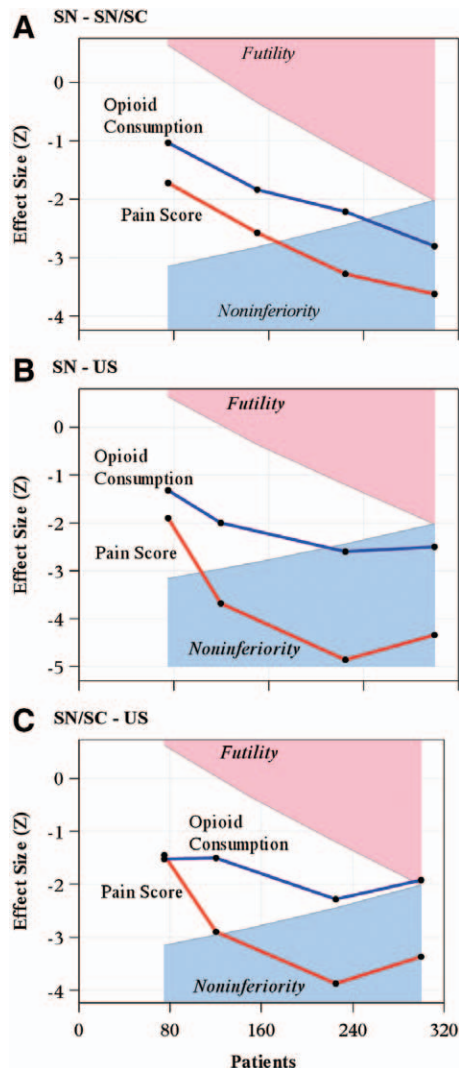 A SN - SN/SC
Futility
0
Opioid
Consumption
-1
Effect Size (Z)
-2
Pain Score
-3
Noninferiority
-4
B SN - US
0
Futility
-1
Opioid
Consumption
Effect Size (Z)
-2
Pain Score
-3
-4
Noninferiority
-5
C SN/SC - US
Futility
0
Opioid
Consumption
-1
Effect Size (Z)
-2
Pain Score
-3
Noninferiority
-4
0 80 160 240 320
Patients